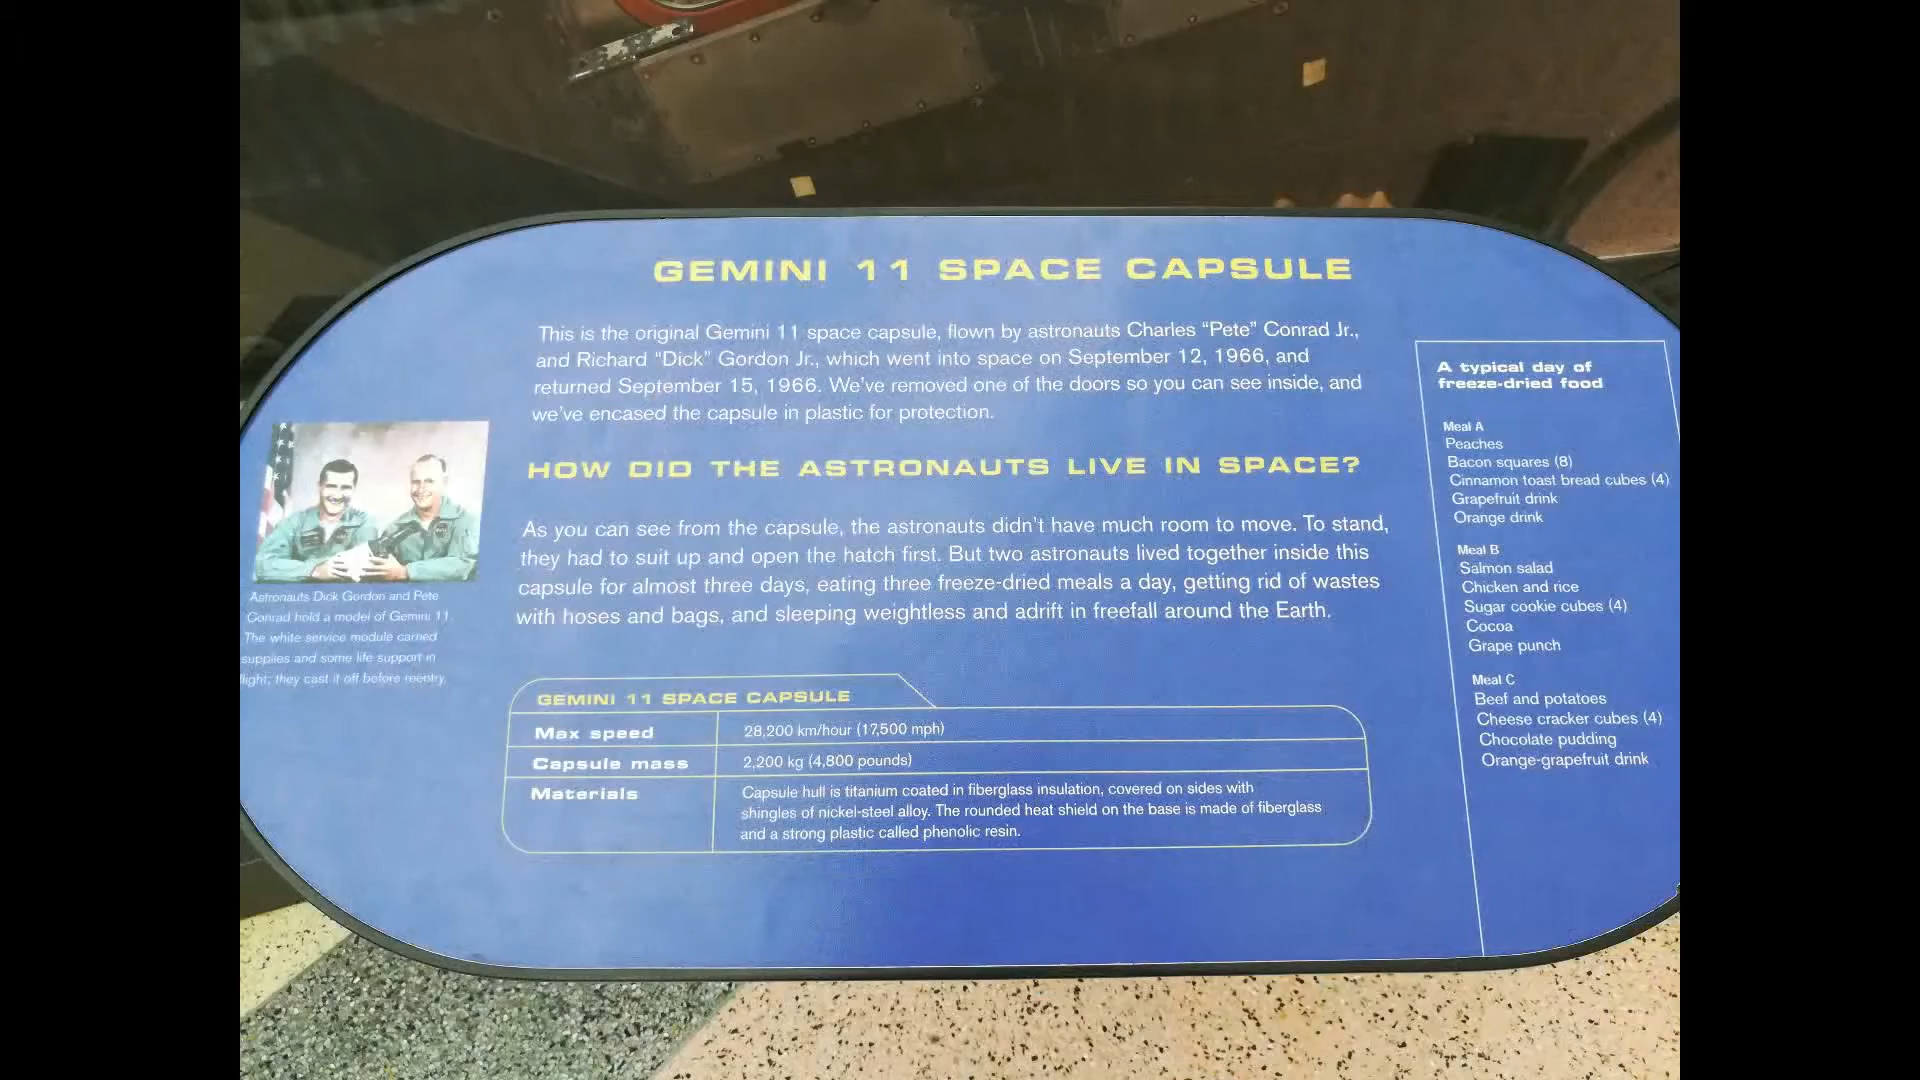 GEMINI 11 SPACE CAPSULE
This is the original Gemini 11 space capsule, flown by astronauts Charles “Pete” Conrad Jr.,
and Richard “Dick” Gordon Jr., which went into space on September 12, 1966, and
returned September 15, 1966. We’ve removed one of the doors so you can see inside, and
we’ve encased the capsule in plastic for protection.
HOW DID THE ASTRONAUTS LIVE IN SPACE?
As you can see from the capsule, the astronauts didn’t have much room to move. To stand,
they had to suit up and open the hatch first. But two astronauts lived together inside this
capsule for almost three days, eating three freeze-dried meals a day, getting rid of wastes
with hoses and bags, and sleeping weightless and adrift in freefall around the Earth.
Astronauts Dick Gordon and Pete
Conrad hold a model of Gemini 11.
The white service module carried
supplies and some life support in
flight; they cast it off before reentry.
GEMINI 11 SPACE CAPSULE
Max speed 28,200 km/hour (17,500 mph)
Capsule mass 2,200 kg (4,800 pounds)
Materials Capsule hull is titanium coated in fiberglass insulation, covered on sides with
shingles of nickel-steel alloy. The rounded heat shield on the base is made of fiberglass
and a strong plastic called phenolic resin.
A typical day of
freeze-dried food
Meal A
Peaches
Bacon squares (8)
Cinnamon toast bread cubes (4)
Grapefruit drink
Orange drink
Meal B
Salmon salad
Chicken and rice
Sugar cookie cubes (4)
Cocoa
Grape punch
Meal C
Beef and potatoes
Cheese cracker cubes (4)
Chocolate pudding
Orange-grapefruit drink